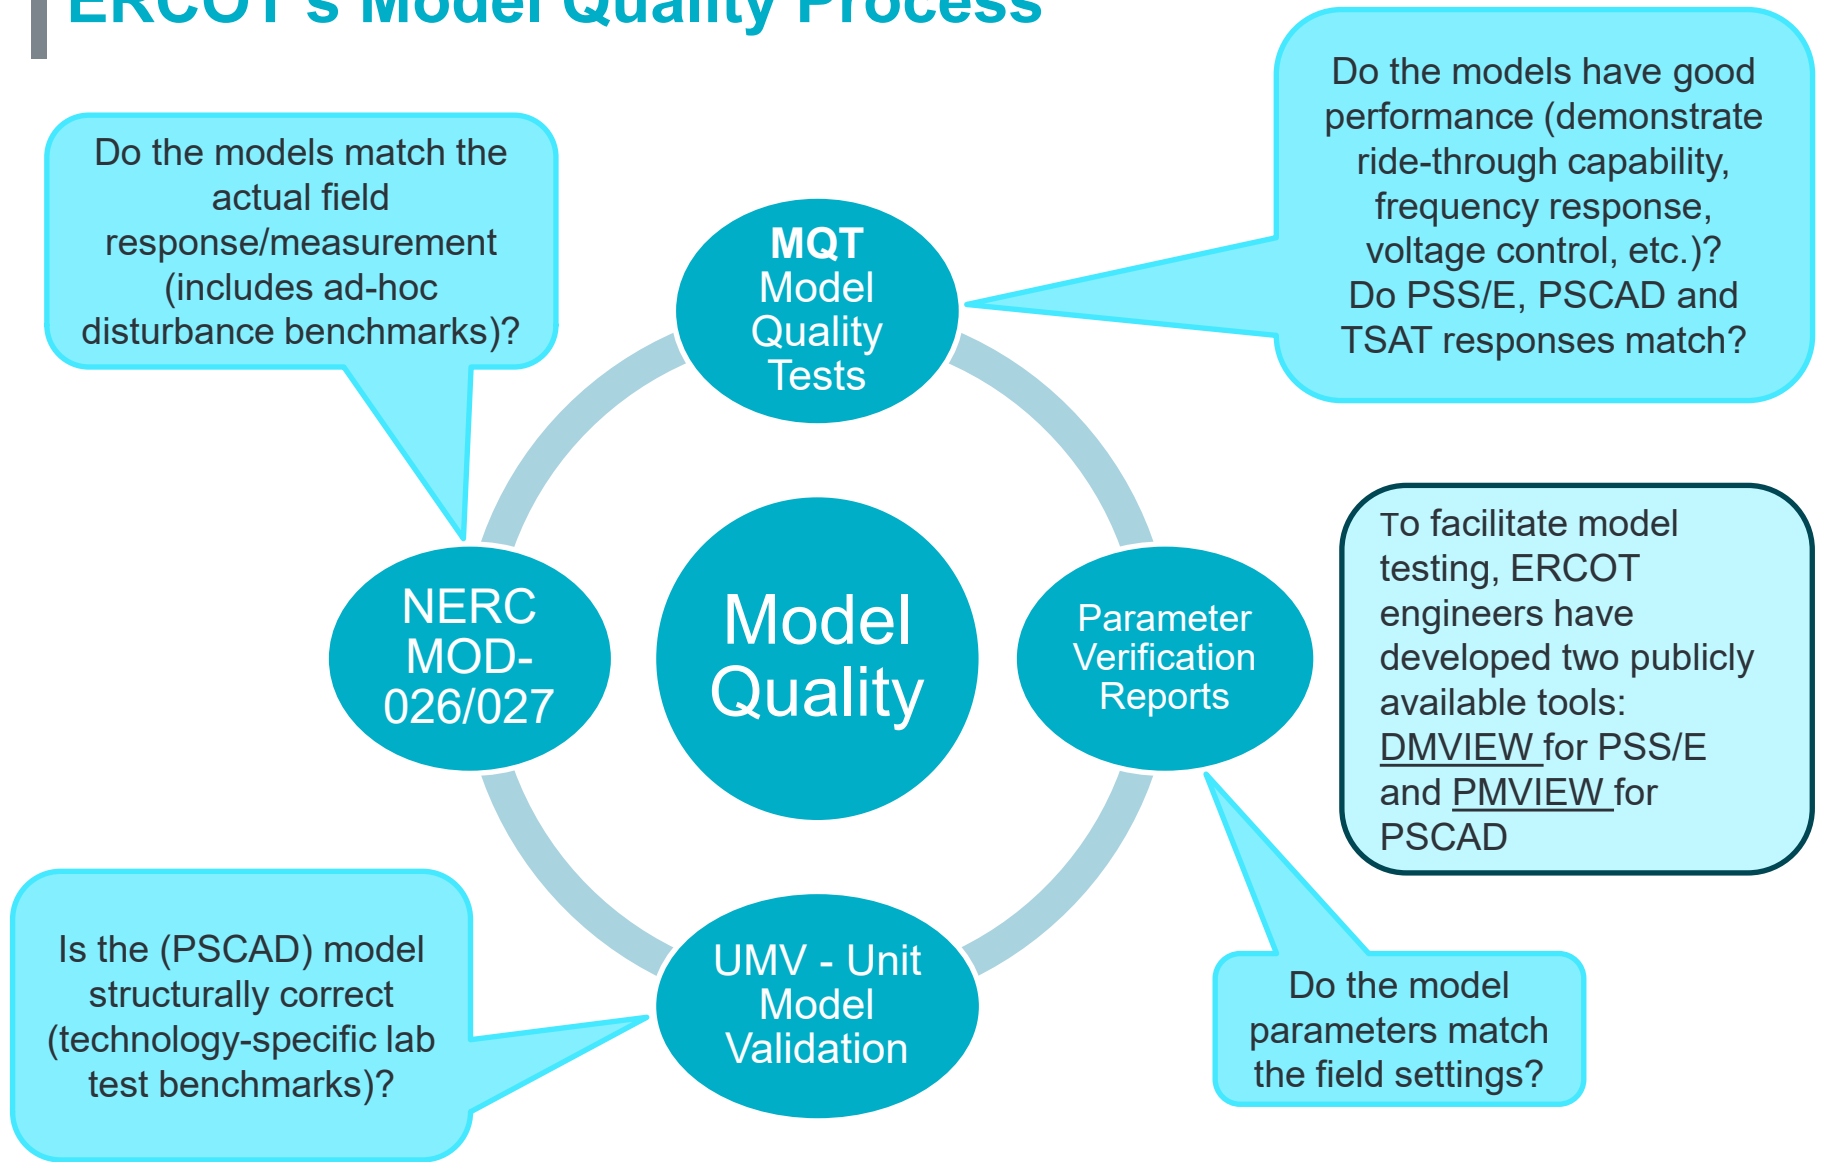 ERCOT's Model Quality Process
Do the models have good
performance (demonstrate
ride-through capability,
frequency response,
voltage control, etc.)?
Do PSS/E, PSCAD and
TSAT responses match?
Do the models match the
actual field
response/measurement
(includes ad-hoc
disturbance benchmarks)?
MQT
Model
Quality
Tests
To facilitate model
testing, ERCOT
engineers have
developed two publicly
available tools:
DMVIEW for PSS/E
and PMVIEW for
PSCAD
NERC
MOD-
026/027
Model
Quality
Parameter
Verification
Reports
Is the (PSCAD) model
structurally correct
(technology-specific lab
test benchmarks)?
UMV - Unit
Model
Validation
Do the model
parameters match
the field settings?